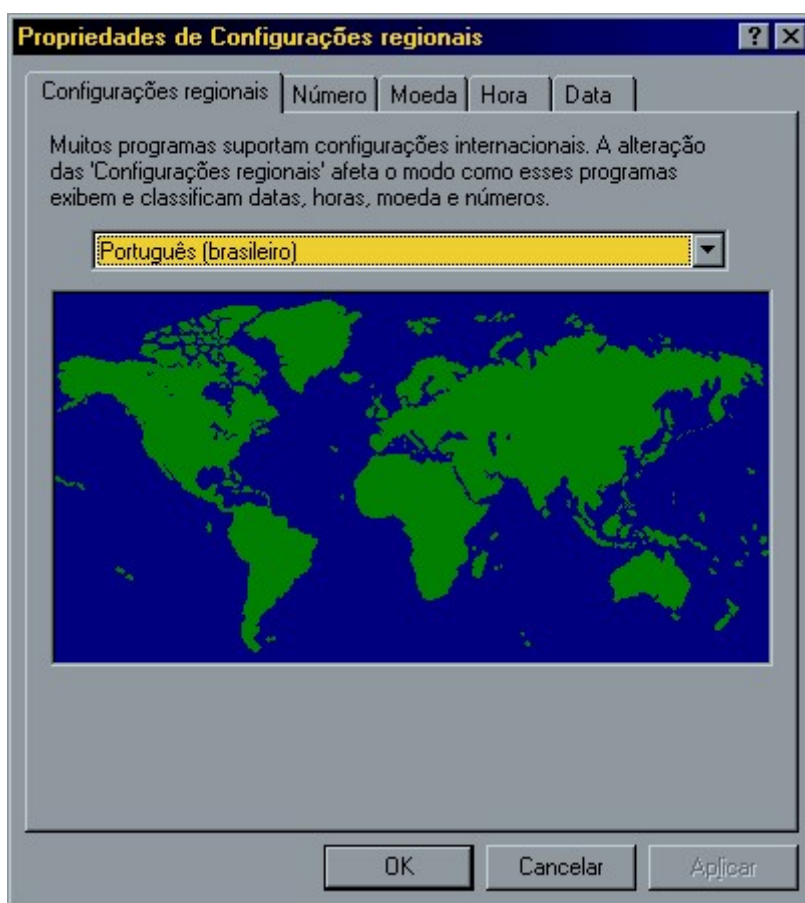 Propriedades de Configurações regionais
Configurações regionais Número Moeda Hora Data
Muitos programas suportam configurações internacionais. A alteração
das 'Configurações regionais' afeta o modo como esses programas
exibem e classificam datas, horas, moeda e números.
Português (brasileiro)
OK Cancelar Aplicar